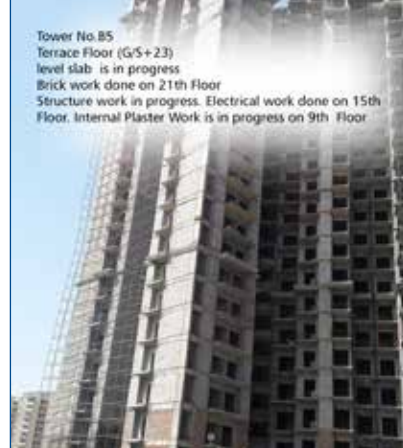 Tower No.B5
Terrace Floor (G/S+23)
level slab is in progress
Brick work done on 21th Floor
Structure work in progress. Electrical work done on 15th
Floor. Internal Plaster Work is in progress on 9th Floor